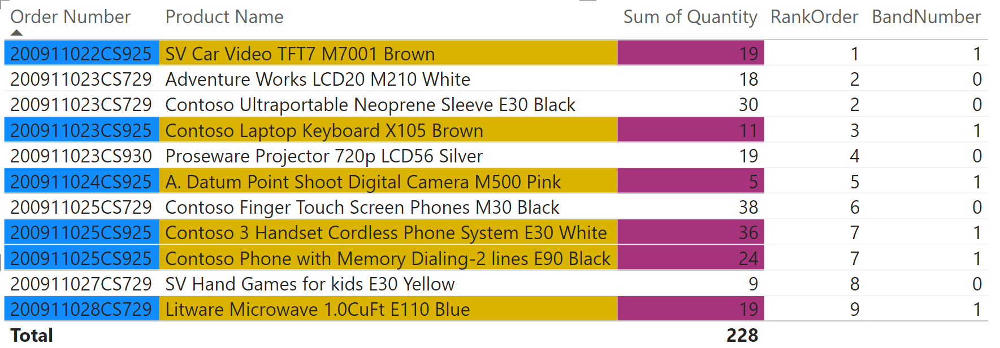 Order Number Product Name Sum of Quantity RankOrder BandNumber
200911022CS925 SV Car Video TFT7 M7001 Brown 19 1 1
200911023CS729 Adventure Works LCD20 M210 White 18 2 0
200911023CS729 Contoso Ultraportable Neoprene Sleeve E30 Black 30 2 0
200911023CS925 Contoso Laptop Keyboard X105 Brown 11 3 1
200911023CS930 Proseware Projector 720p LCD56 Silver 19 4 0
200911024CS925 A. Datum Point Shoot Digital Camera M500 Pink 5 5 1
200911025CS729 Contoso Finger Touch Screen Phones M30 Black 38 6 0
200911025CS925 Contoso 3 Handset Cordless Phone System E30 White 36 7 1
200911025CS925 Contoso Phone with Memory Dialing-2 lines E90 Black 24 7 1
200911027CS729 SV Hand Games for kids E30 Yellow 9 8 0
200911028CS729 Litware Microwave 1.0CuFt E110 Blue 19 9 1
Total 228